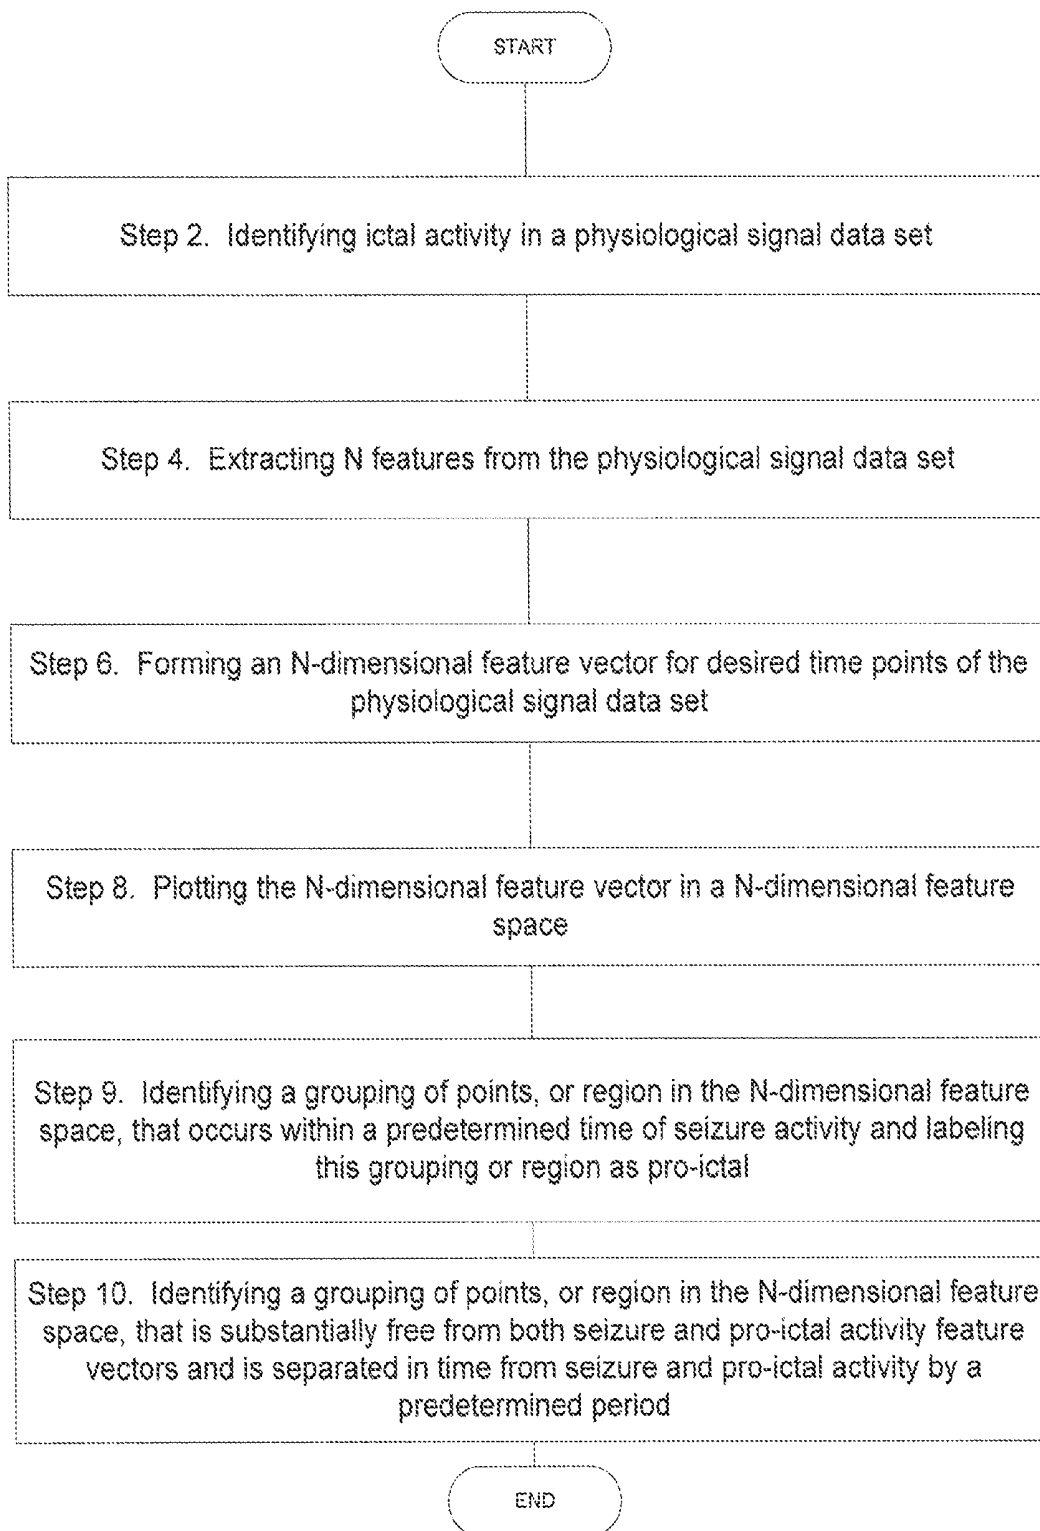 START
Step 2. Identifying ictal activity in a physiological signal data set
Step 4. Extracting N features from the physiological signal data set
Step 6. Forming an N-dimensional feature vector for desired time points of the
physiological signal data set
Step 8. Plotting the N-dimensional feature vector in a N-dimensional feature
space
Step 9. Identifying a grouping of points, or region in the N-dimensional feature
space, that occurs within a predetermined time of seizure activity and labeling
this grouping or region as pro-ictal
Step 10. Identifying a grouping of points, or region in the N-dimensional feature
space, that is substantially free from both seizure and pro-ictal activity feature
vectors and is separated in time from seizure and pro-ictal activity by a
predetermined period
END